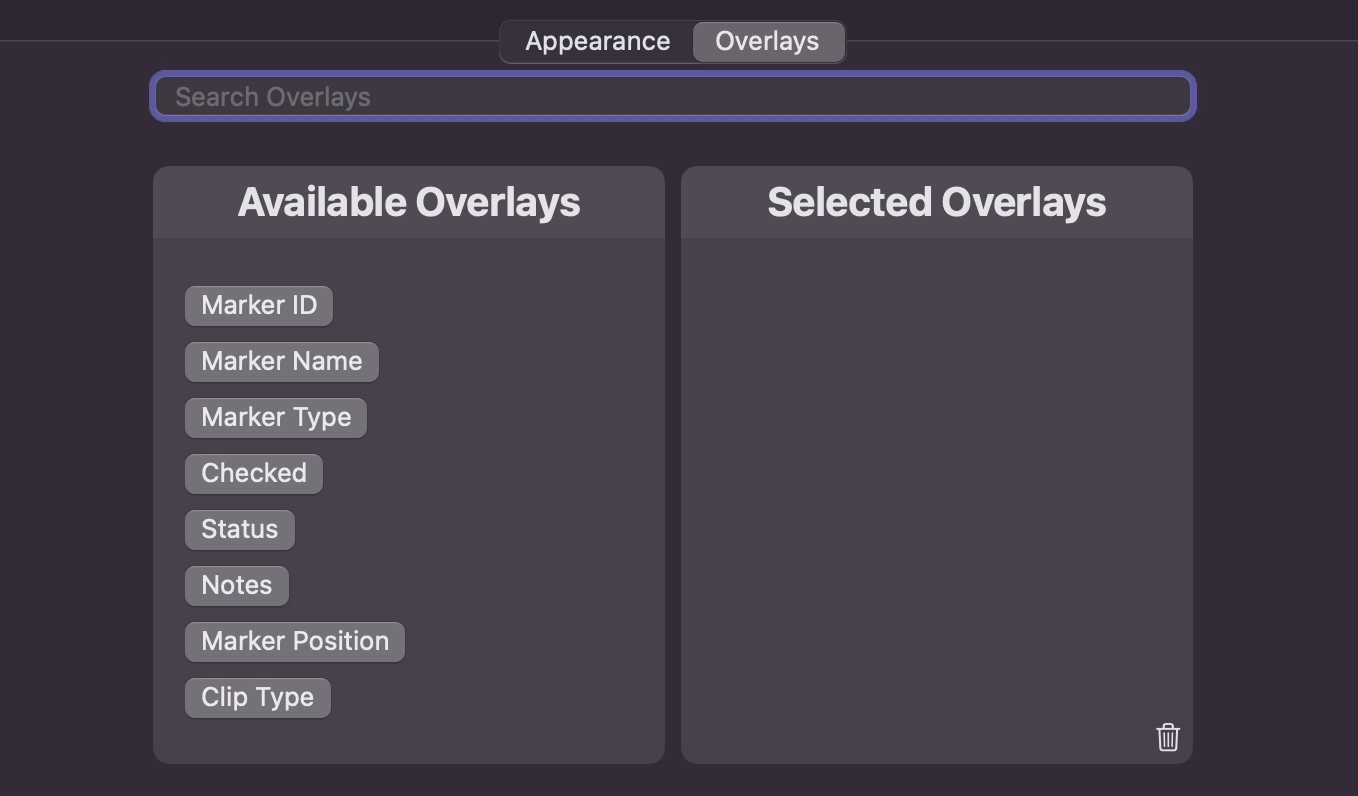 Appearance
Overlays
Search Overlays
Available Overlays
Marker ID
Marker Name
Marker Type
Checked
Status
Notes
Marker Position
Clip Type
Selected Overlays